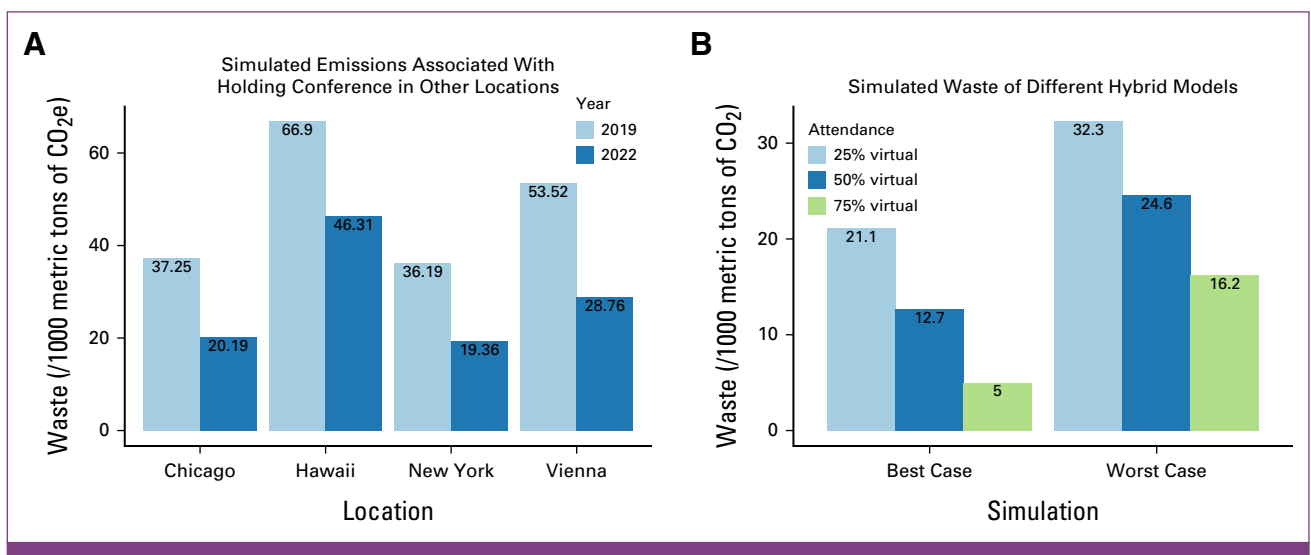 A
Simulated Emissions Associated With
Holding Conference in Other Locations
Year
2019
2022
Waste (/1000 metric tons of CO₂e)
60
40
20
0
37.25
20.19
66.9
46.31
36.19
19.36
53.52
28.76
Chicago Hawaii New York Vienna
Location
B
Simulated Waste of Different Hybrid Models
Attendance
25% virtual
50% virtual
75% virtual
Waste (/1000 metric tons of CO₂)
30
20
10
0
21.1
12.7
5
32.3
24.6
16.2
Best Case Worst Case
Simulation